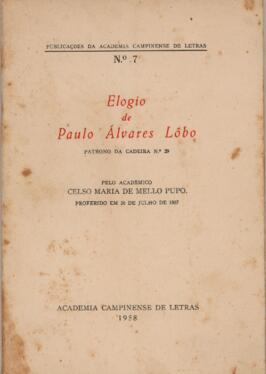 PUBLICAÇÕES DA ACADEMIA CAMPINENSE DE LETRAS
N.º 7
Elogio
de
Paulo Álvares Lôbo
PATRONO DA CADEIRA N.º 29
PELO ACADÊMICO
CELSO MARIA DE MELLO PUPO.
PROFERIDO EM 26 DE JULHO DE 1957
ACADEMIA CAMPINENSE DE LETRAS
1958